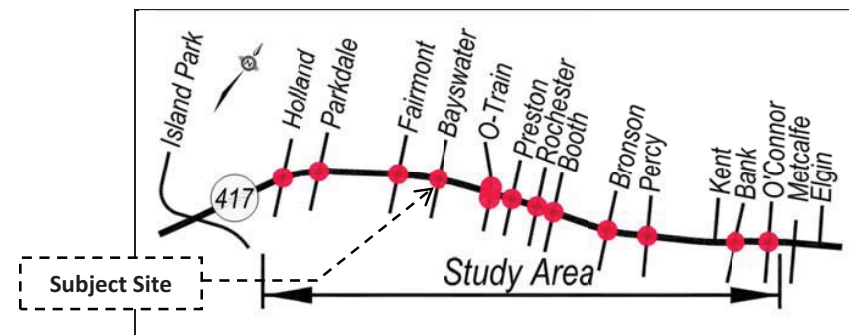 Island Park
Holland
Parkdale
Fairmont
Bayswater
O-Train
Preston
Rochester
Booth
Bronson
Percy
Kent
Bank
O'Connor
Metcalfe
Elgin
417
Subject Site
Study Area